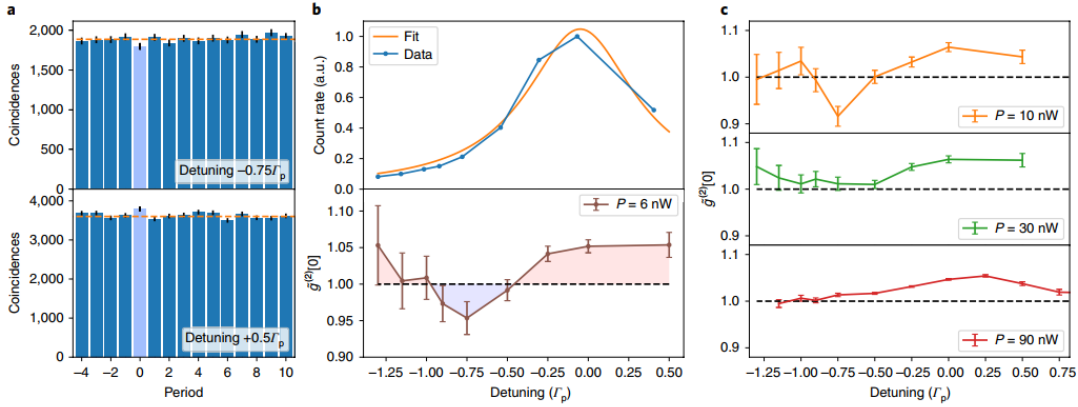 a
2,000
1,500
1,000
500
0
Coincidences
Detuning −0.75Γp
4,000
3,000
2,000
1,000
0
Coincidences
Detuning +0.5Γp
−4 −2 0 2 4 6 8 10
Period
b
1.0
0.8
0.6
0.4
0.2
0.0
Count rate (a.u.)
Fit
Data
1.10
1.05
1.00
0.95
0.90
g̃⁽²⁾[0]
P = 6 nW
−1.25 −1.00 −0.75 −0.50 −0.25 0.00 0.25 0.50
Detuning (Γp)
c
1.1
1.0
0.9
P = 10 nW
1.1
1.0
0.9
g̃⁽²⁾[0]
P = 30 nW
1.1
1.0
0.9
P = 90 nW
−1.25 −1.00 −0.75 −0.50 −0.25 0.00 0.25 0.50 0.75
Detuning (Γp)